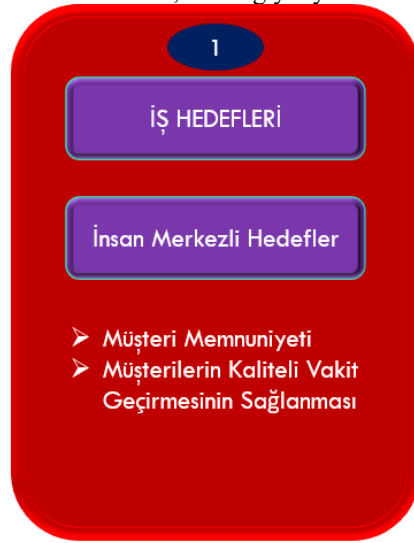 1
İŞ HEDEFLERİ
İnsan Merkezli Hedefler
➢ Müşteri Memnuniyeti
➢ Müşterilerin Kaliteli Vakit
Geçirmesinin Sağlanması